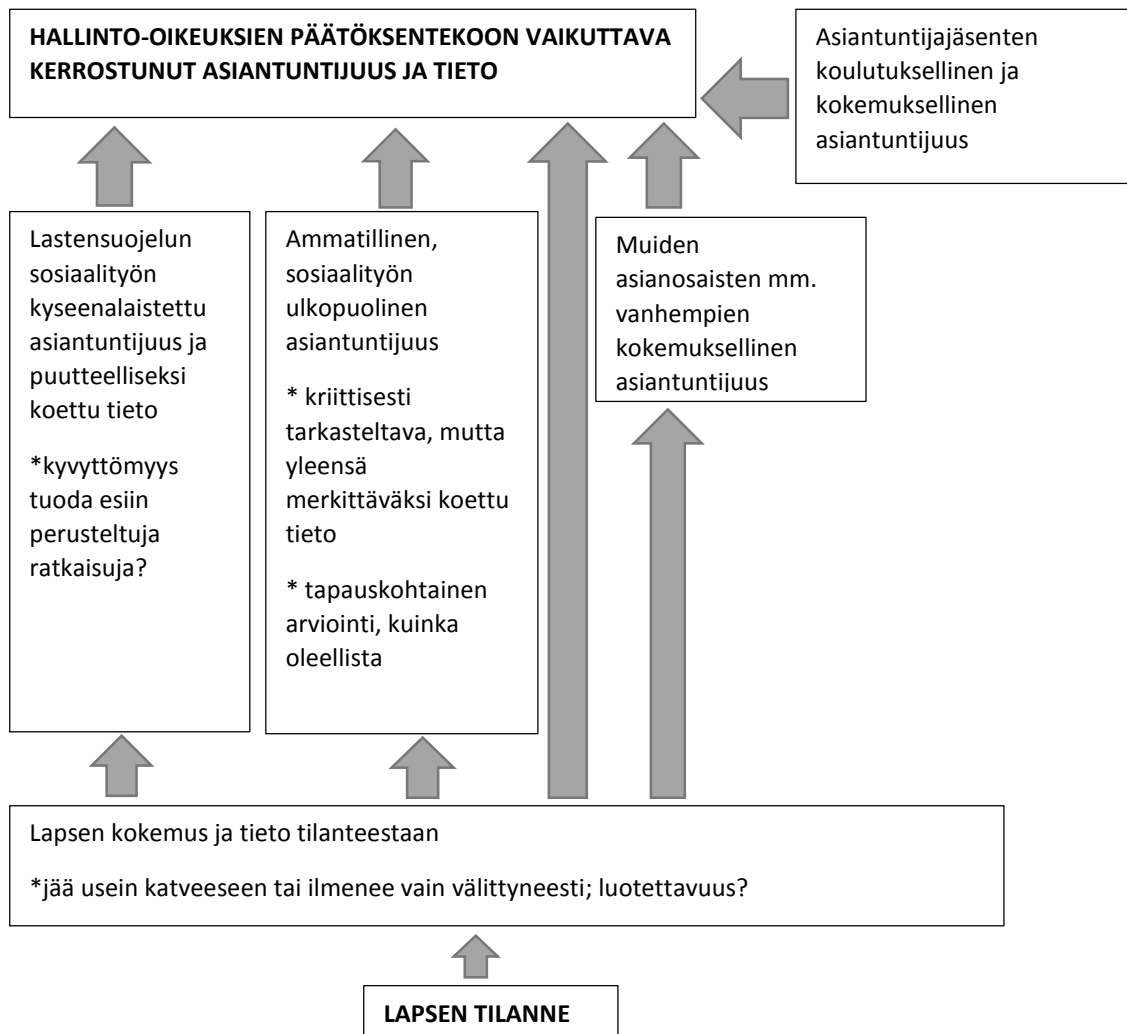 HALLINTO-OIKEUKSIEN PÄÄTÖKSENTEKOON VAIKUTTAVA
KERROSTUNUT ASIANTUNTIJUUS JA TIETO
Asiantuntijajäsenten
koulutuksellinen ja
kokemuksellinen
asiantuntijuus
Lastensuojelun
sosiaalityön
kyseenalaistettu
asiantuntijuus ja
puutteelliseksi
koettu tieto
*kyvyttömyys
tuoda esiin
perusteltuja
ratkaisuja?
Ammatillinen,
sosiaalityön
ulkopuolinen
asiantuntijuus
* kriittisesti
tarkasteltava, mutta
yleensä
merkittäväksi koettu
tieto
* tapauskohtainen
arviointi, kuinka
oleellista
Muiden
asianosaisten mm.
vanhempien
kokemuksellinen
asiantuntijuus
Lapsen kokemus ja tieto tilanteestaan
*jää usein katveeseen tai ilmenee vain välittyneesti; luotettavuus?
LAPSEN TILANNE